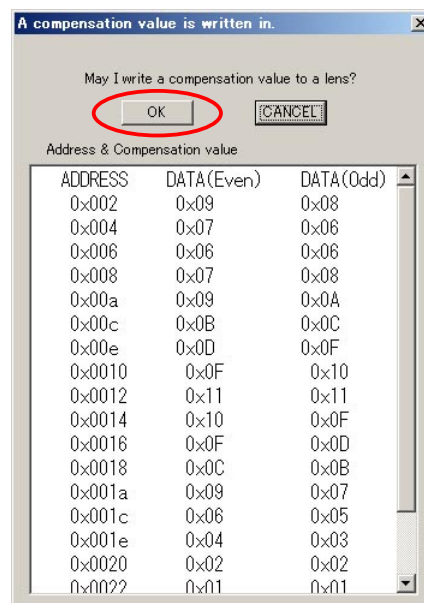 A compensation value is written in.
May I write a compensation value to a lens?
OK CANCEL
Address & Compensation value
ADDRESS DATA(Even) DATA(Odd)
0x002 0x09 0x08
0x004 0x07 0x06
0x006 0x06 0x06
0x008 0x07 0x08
0x00a 0x09 0x0A
0x00c 0x0B 0x0C
0x00e 0x0D 0x0F
0x0010 0x0F 0x10
0x0012 0x11 0x11
0x0014 0x10 0x0F
0x0016 0x0F 0x0D
0x0018 0x0C 0x0B
0x001a 0x09 0x07
0x001c 0x06 0x05
0x001e 0x04 0x03
0x0020 0x02 0x02
0x0022 0x01 0x01